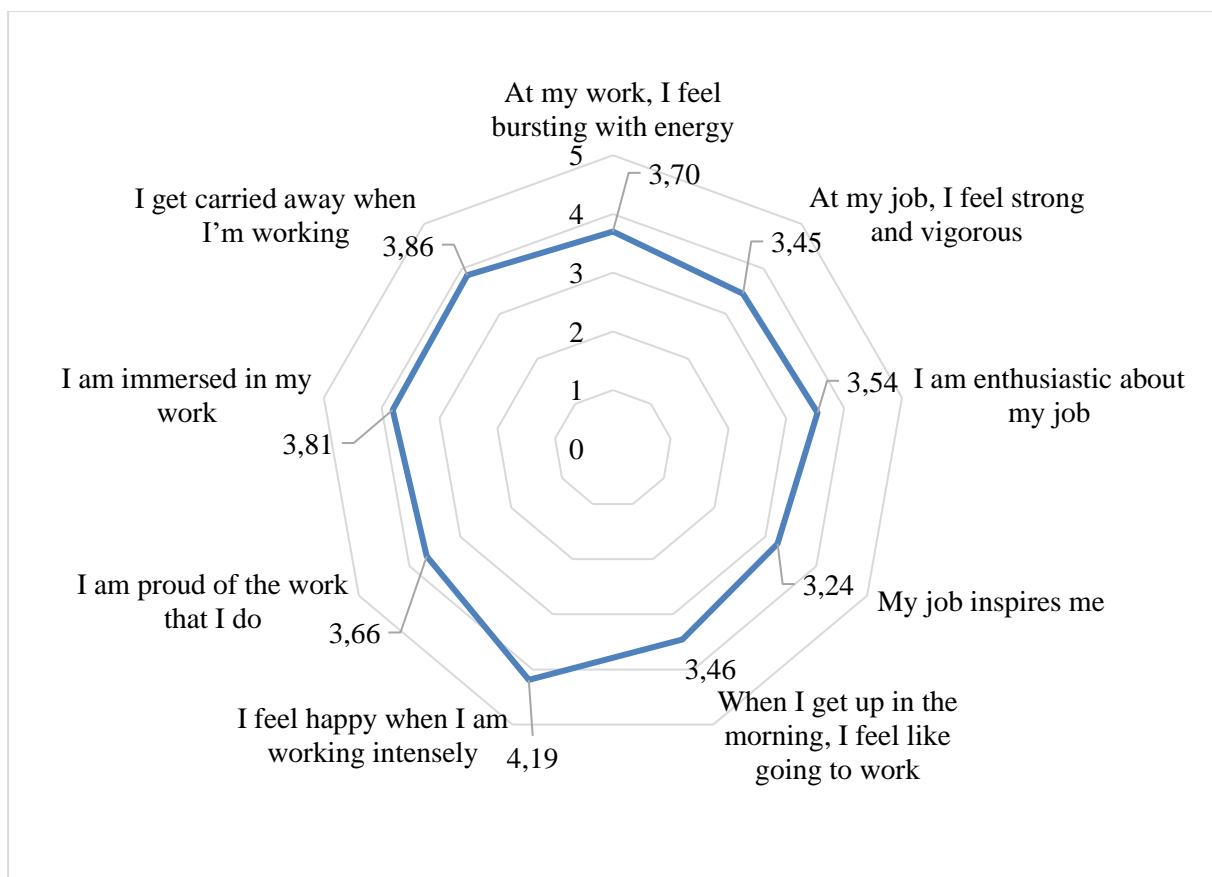 At my work, I feel
bursting with energy
5
3,70
I get carried away when
I'm working
At my job, I feel strong
and vigorous
4
3,86
3,45
3
2
I am immersed in my
work
3,54
I am enthusiastic about
my job
1
3,81
0
I am proud of the work
that I do
3,24
My job inspires me
3,66
3,46
When I get up in the
morning, I feel like
going to work
I feel happy when I am
working intensely
4,19